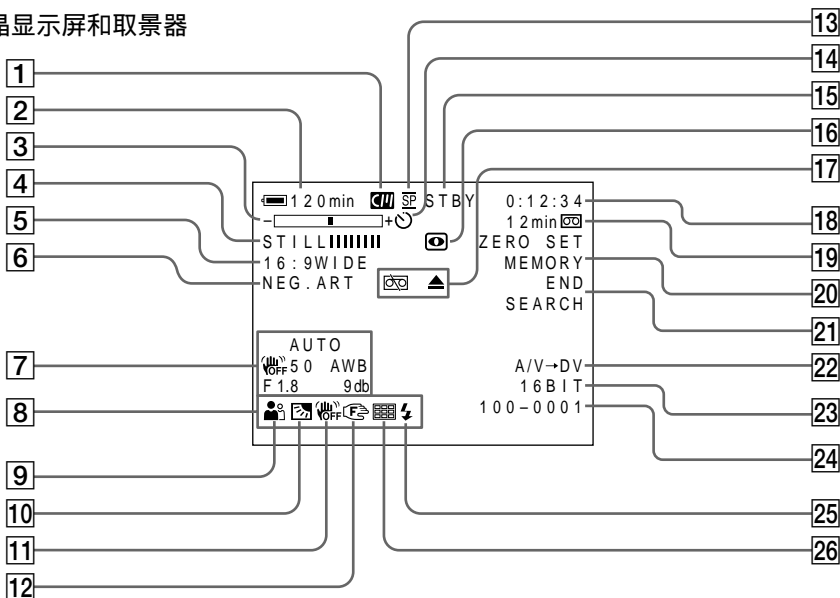 晶显示屏和取景器
1
2
3
4
5
6
7
8
9
10
11
12
13
14
15
16
17
18
19
20
21
22
23
24
25
26
120min SP STBY 0:12:34
- + 12min
STILL ZERO SET
16:9WIDE MEMORY
NEG.ART END
SEARCH
AUTO
OFF 50 AWB A/V→DV
F1.8 9db 16BIT
OFF F 100-0001